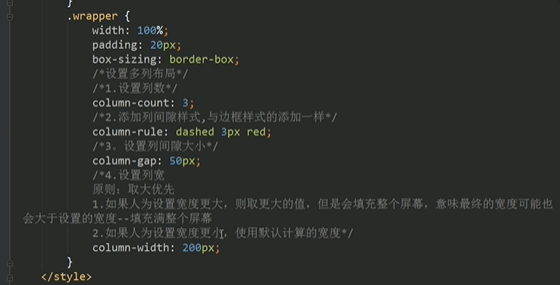 }
.wrapper {
width: 100%;
padding: 20px;
box-sizing: border-box;
/*设置多列布局*/
/*1.设置列数*/
column-count: 3;
/*2.添加列间隙样式,与边框样式的添加一样*/
column-rule: dashed 3px red;
/*3。设置列间隙大小*/
column-gap: 50px;
/*4.设置列宽
原则：取大优先
1.如果人为设置宽度更大，则取更大的值，但是会填充整个屏幕，意味最终的宽度可能也
会大于设置的宽度--填充满整个屏幕
2.如果人为设置宽度更小，使用默认计算的宽度*/
column-width: 200px;
}
</style>